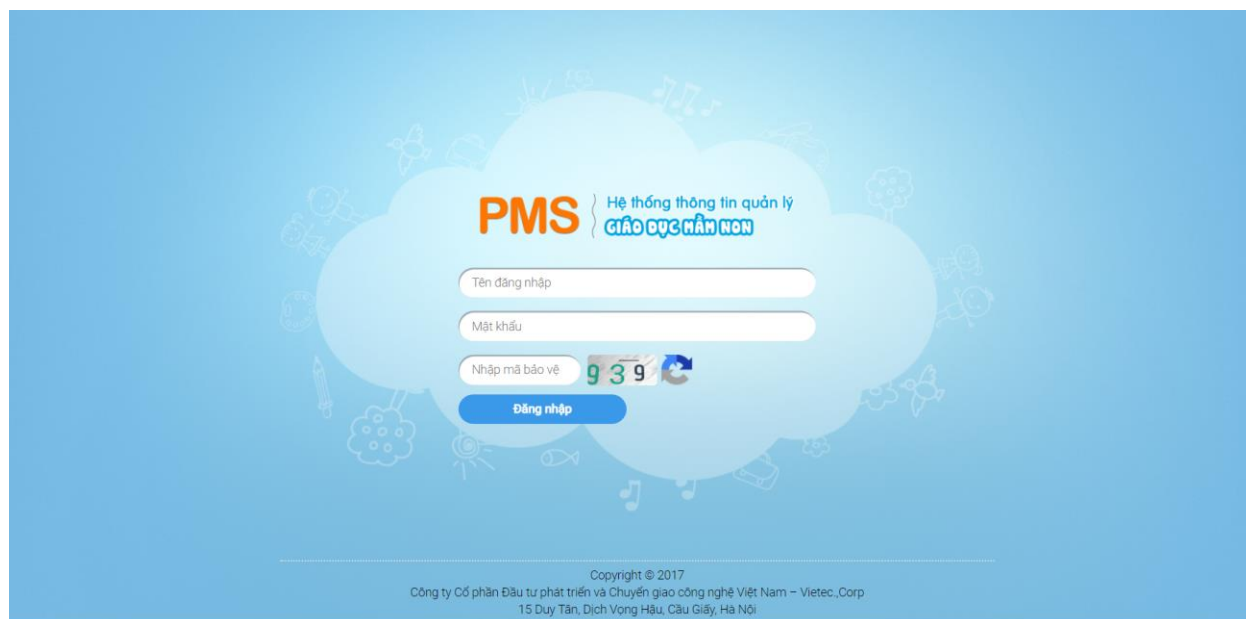 PMS
Hệ thống thông tin quản lý
GIÁO DỤC MẦM NON
Tên đăng nhập
Mật khẩu
Nhập mã bảo vệ
939
Đăng nhập
Copyright © 2017
Công ty Cổ phần Đầu tư phát triển và Chuyển giao công nghệ Việt Nam – Vietec.,Corp
15 Duy Tân, Dịch Vọng Hậu, Cầu Giấy, Hà Nội